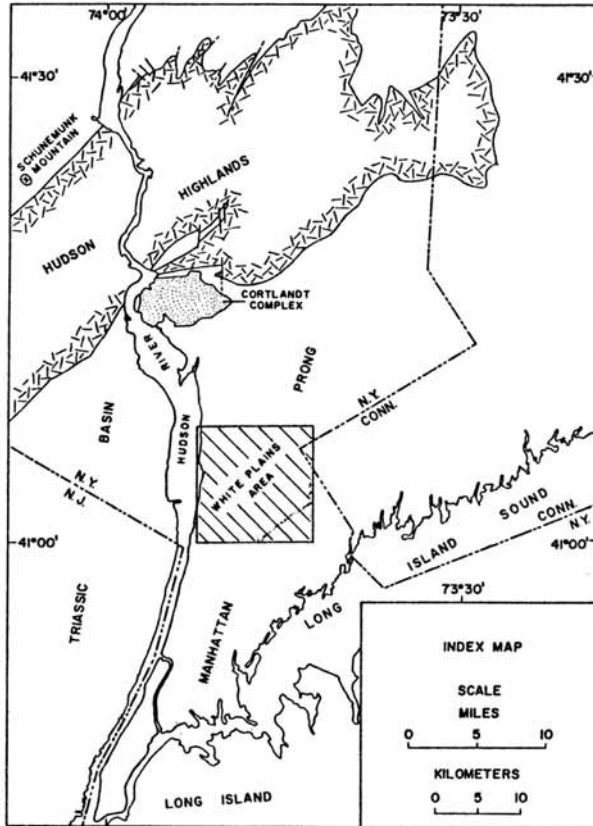 74°00'
73°30'
41°30'
41°30'
SCHUNEMUNK
MOUNTAIN
HIGHLANDS
HUDSON
CORTLANDT
COMPLEX
RIVER
PRONG
N.Y.
CONN.
BASIN
HUDSON
WHITE PLAINS
AREA
N.Y.
N.J.
SOUND
CONN.
N.Y.
ISLAND
41°00'
41°00'
73°30'
LONG
TRIASSIC
MANHATTAN
INDEX MAP
SCALE
MILES
0 5 10
KILOMETERS
0 5 10
LONG ISLAND